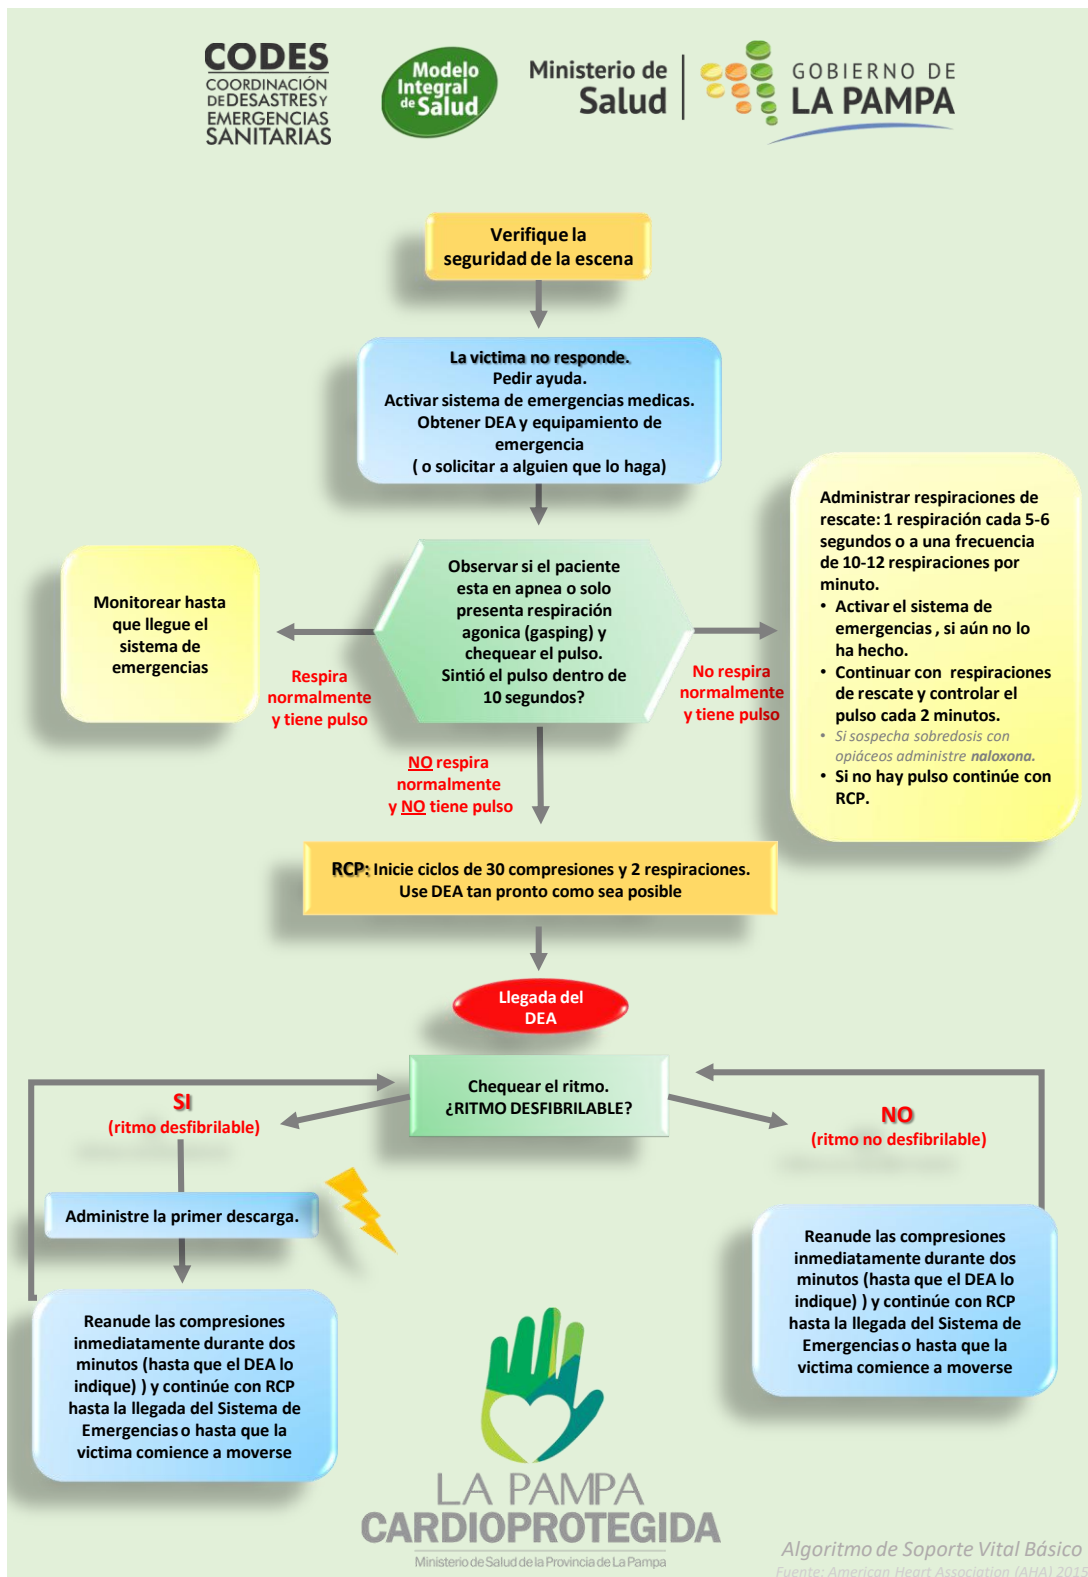 CODES
COORDINACIÓN
DE DESASTRES Y
EMERGENCIAS
SANITARIAS
Modelo
Integral
de Salud
Ministerio de
Salud
GOBIERNO DE
LA PAMPA
Verifique la
seguridad de la escena
La victima no responde.
Pedir ayuda.
Activar sistema de emergencias medicas.
Obtener DEA y equipamiento de
emergencia
( o solicitar a alguien que lo haga)
Observar si el paciente
esta en apnea o solo
presenta respiración
agonica (gasping) y
chequear el pulso.
Sintió el pulso dentro de
10 segundos?
Respira
normalmente
y tiene pulso
Monitorear hasta
que llegue el
sistema de
emergencias
No respira
normalmente
y tiene pulso
Administrar respiraciones de
rescate: 1 respiración cada 5-6
segundos o a una frecuencia
de 10-12 respiraciones por
minuto.
• Activar el sistema de
emergencias , si aún no lo
ha hecho.
• Continuar con respiraciones
de rescate y controlar el
pulso cada 2 minutos.
• Si sospecha sobredosis con
opiáceos administre naloxona.
• Si no hay pulso continúe con
RCP.
NO respira
normalmente
y NO tiene pulso
RCP: Inicie ciclos de 30 compresiones y 2 respiraciones.
Use DEA tan pronto como sea posible
Llegada del
DEA
Chequear el ritmo.
¿RITMO DESFIBRILABLE?
SI
(ritmo desfibrilable)
Administre la primer descarga.
Reanude las compresiones
inmediatamente durante dos
minutos (hasta que el DEA lo
indique) ) y continúe con RCP
hasta la llegada del Sistema de
Emergencias o hasta que la
victima comience a moverse
NO
(ritmo no desfibrilable)
Reanude las compresiones
inmediatamente durante dos
minutos (hasta que el DEA lo
indique) ) y continúe con RCP
hasta la llegada del Sistema de
Emergencias o hasta que la
victima comience a moverse
LA PAMPA
CARDIOPROTEGIDA
Ministerio de Salud de la Provincia de La Pampa
Algoritmo de Soporte Vital Básico
Fuente: American Heart Association (AHA) 2015